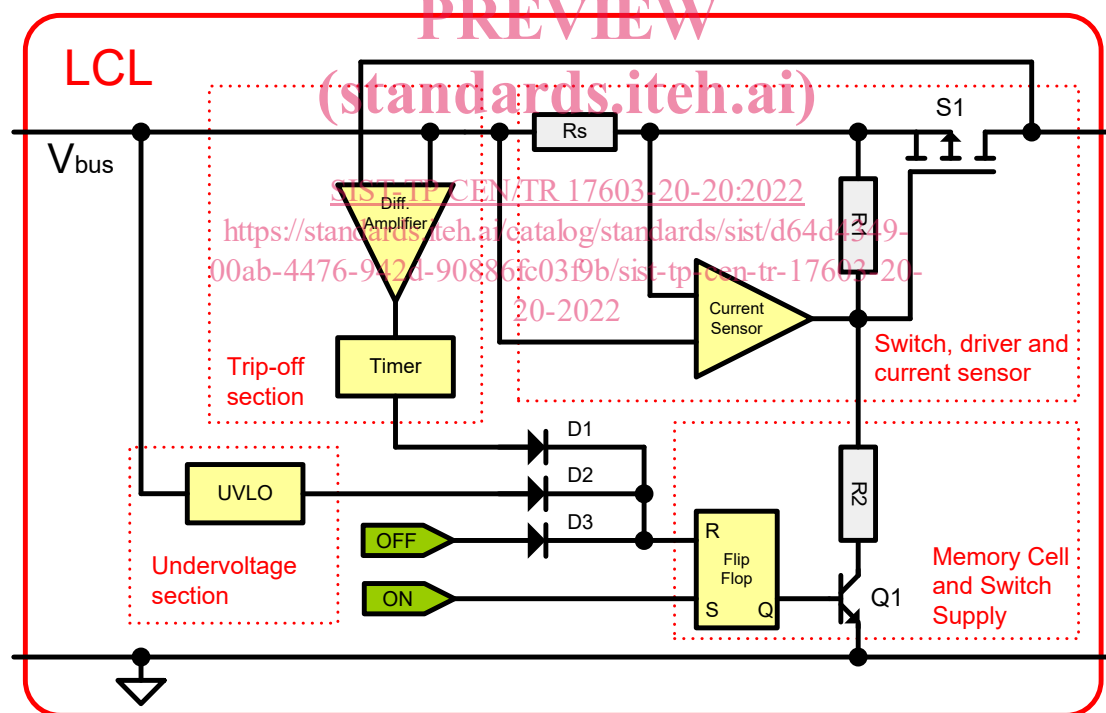 PREVIEW
LCL
(standards.iteh.ai)
S1
Rs
Vbus
SIST-TP CEN/TR 17603-20-20:2022
Diff.
Amplifier
R1
https://standards.iteh.ai/catalog/standards/sist/d64d4349-
00ab-4476-942d-90886fc03f9b/sist-tp-cen-tr-17603-20-
20-2022
Current
Sensor
Switch, driver and
current sensor
Timer
Trip-off
section
D1
UVLO
D2
R2
D3
OFF
R
Flip
Flop
Undervoltage
section
Memory Cell
and Switch
Supply
ON
S
Q
Q1